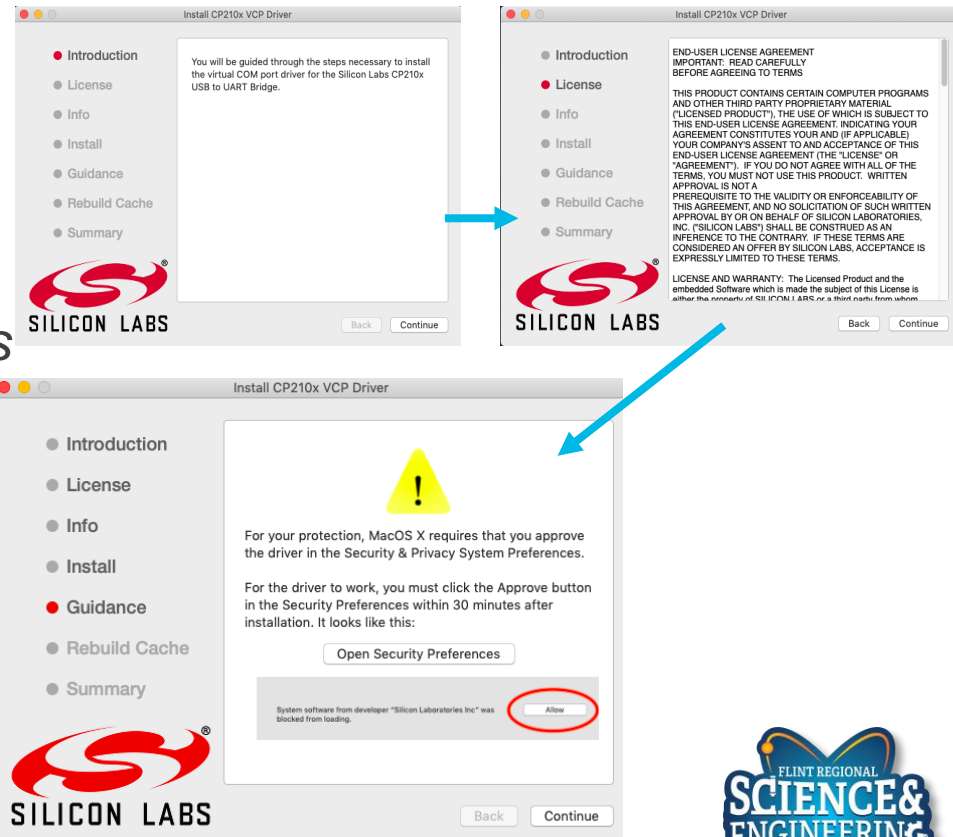 Install CP210x VCP Driver
Introduction
License
Info
Install
Guidance
Rebuild Cache
Summary
You will be guided through the steps necessary to install
the virtual COM port driver for the Silicon Labs CP210x
USB to UART Bridge.
®
SILICON LABS
Back
Continue
Install CP210x VCP Driver
Introduction
License
Info
Install
Guidance
Rebuild Cache
Summary
END-USER LICENSE AGREEMENT
IMPORTANT: READ CAREFULLY
BEFORE AGREEING TO TERMS
THIS PRODUCT CONTAINS CERTAIN COMPUTER PROGRAMS
AND OTHER THIRD PARTY PROPRIETARY MATERIAL
("LICENSED PRODUCT"), THE USE OF WHICH IS SUBJECT TO
THIS END-USER LICENSE AGREEMENT. INDICATING YOUR
AGREEMENT CONSTITUTES YOUR AND (IF APPLICABLE)
YOUR COMPANY'S ASSENT TO AND ACCEPTANCE OF THIS
END-USER LICENSE AGREEMENT (THE "LICENSE" OR
"AGREEMENT"). IF YOU DO NOT AGREE WITH ALL OF THE
TERMS, YOU MUST NOT USE THIS PRODUCT. WRITTEN
APPROVAL IS NOT A
PREREQUISITE TO THE VALIDITY OR ENFORCEABILITY OF
THIS AGREEMENT, AND NO SOLICITATION OF SUCH WRITTEN
APPROVAL BY OR ON BEHALF OF SILICON LABORATORIES,
INC. ("SILICON LABS") SHALL BE CONSTRUED AS AN
INFERENCE TO THE CONTRARY. IF THESE TERMS ARE
CONSIDERED AN OFFER BY SILICON LABS, ACCEPTANCE IS
EXPRESSLY LIMITED TO THESE TERMS.
LICENSE AND WARRANTY: The Licensed Product and the
embedded Software which is made the subject of this License is
either the property of SILICON LABS or a third party from whom
®
SILICON LABS
Back
Continue
s
Install CP210x VCP Driver
Introduction
License
Info
Install
Guidance
Rebuild Cache
Summary
!
For your protection, MacOS X requires that you approve
the driver in the Security & Privacy System Preferences.
For the driver to work, you must click the Approve button
in the Security Preferences within 30 minutes after
installation. It looks like this:
Open Security Preferences
System software from developer "Silicon Laboratories Inc" was
blocked from loading.
Allow
®
SILICON LABS
Back
Continue
FLINT REGIONAL
SCIENCE&
ENGINEERING